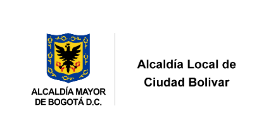 ALCALDÍA MAYOR
DE BOGOTÁ D.C.
Alcaldía Local de
Ciudad Bolivar